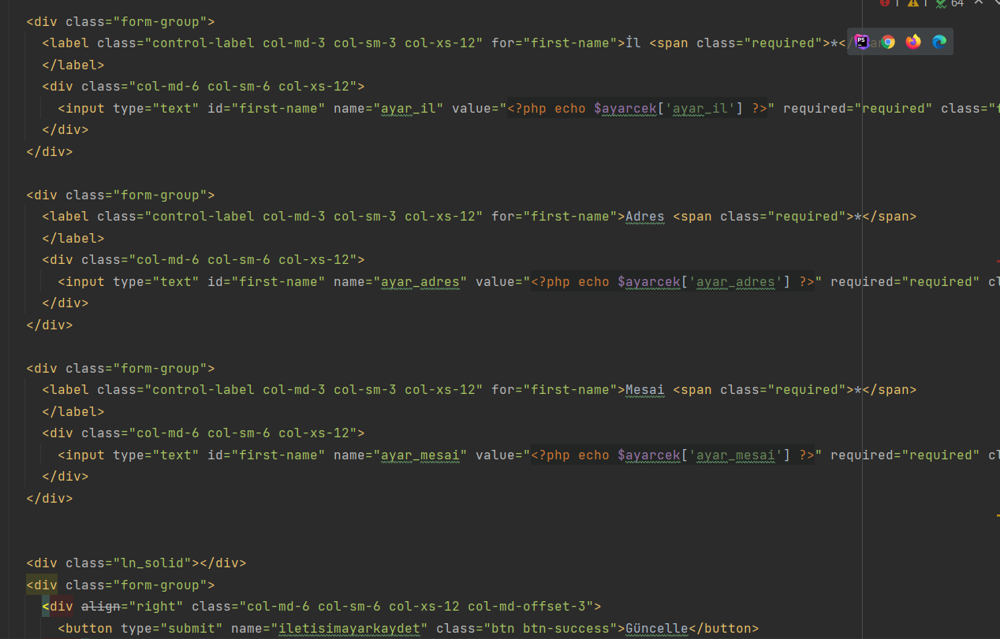 1 1 64
<div class="form-group">
<label class="control-label col-md-3 col-sm-3 col-xs-12" for="first-name">İl <span class="required">*</span>
</label>
<div class="col-md-6 col-sm-6 col-xs-12">
<input type="text" id="first-name" name="ayar_il" value="<?php echo $ayarcek['ayar_il'] ?>" required="required" class="f
</div>
</div>
<div class="form-group">
<label class="control-label col-md-3 col-sm-3 col-xs-12" for="first-name">Adres <span class="required">*</span>
</label>
<div class="col-md-6 col-sm-6 col-xs-12">
<input type="text" id="first-name" name="ayar_adres" value="<?php echo $ayarcek['ayar_adres'] ?>" required="required" cl
</div>
</div>
<div class="form-group">
<label class="control-label col-md-3 col-sm-3 col-xs-12" for="first-name">Mesai <span class="required">*</span>
</label>
<div class="col-md-6 col-sm-6 col-xs-12">
<input type="text" id="first-name" name="ayar_mesai" value="<?php echo $ayarcek['ayar_mesai'] ?>" required="required" cl
</div>
</div>
<div class="ln_solid"></div>
<div class="form-group">
<div align="right" class="col-md-6 col-sm-6 col-xs-12 col-md-offset-3">
<button type="submit" name="iletisimayarkaydet" class="btn btn-success">Güncelle</button>